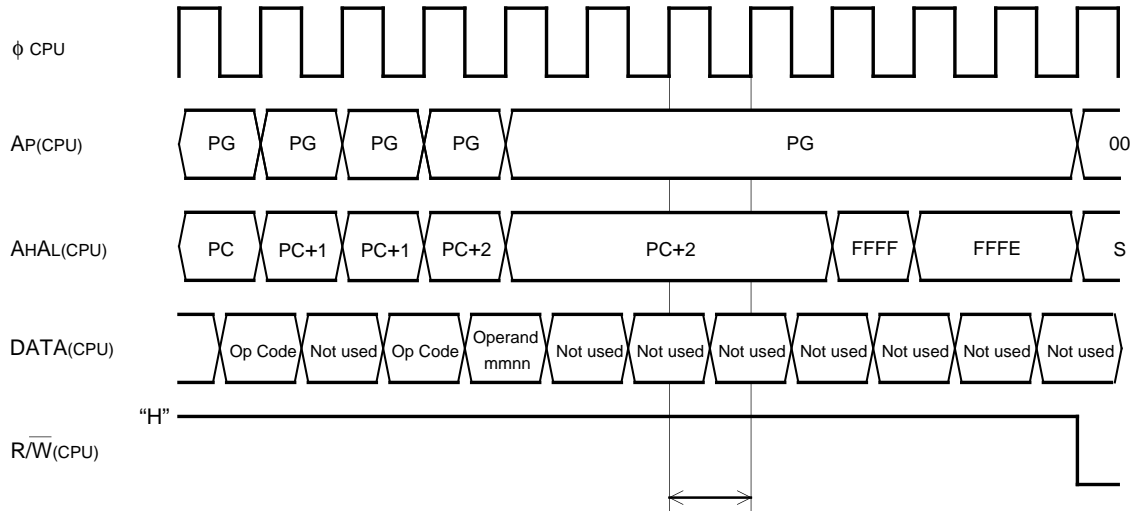 ϕ CPU
AP(CPU) PG PG PG PG PG 00
AHAL(CPU) PC PC+1 PC+1 PC+2 PC+2 FFFF FFFE S
DATA(CPU) Op Code Not used Op Code Operand mmnn Not used Not used Not used Not used Not used Not used Not used
“H”
R/W̅(CPU)